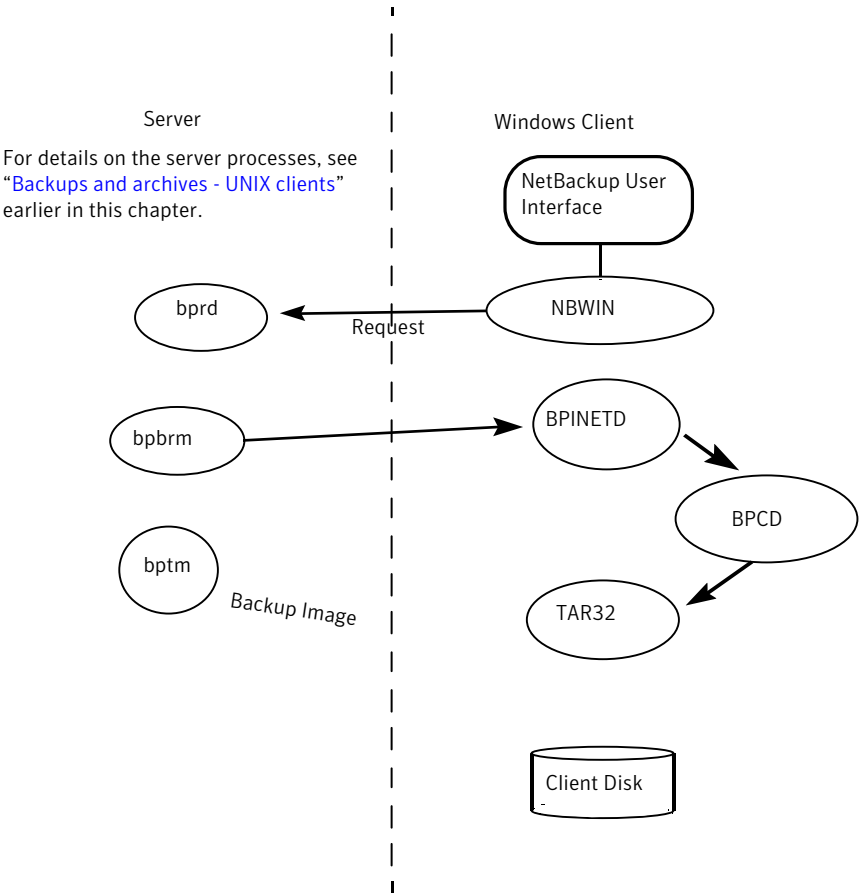 Server
Windows Client
For details on the server processes, see
“Backups and archives - UNIX clients”
earlier in this chapter.
NetBackup User
Interface
bprd
NBWIN
Request
bpbrm
BPINETD
BPCD
bptm
Backup Image
TAR32
Client Disk